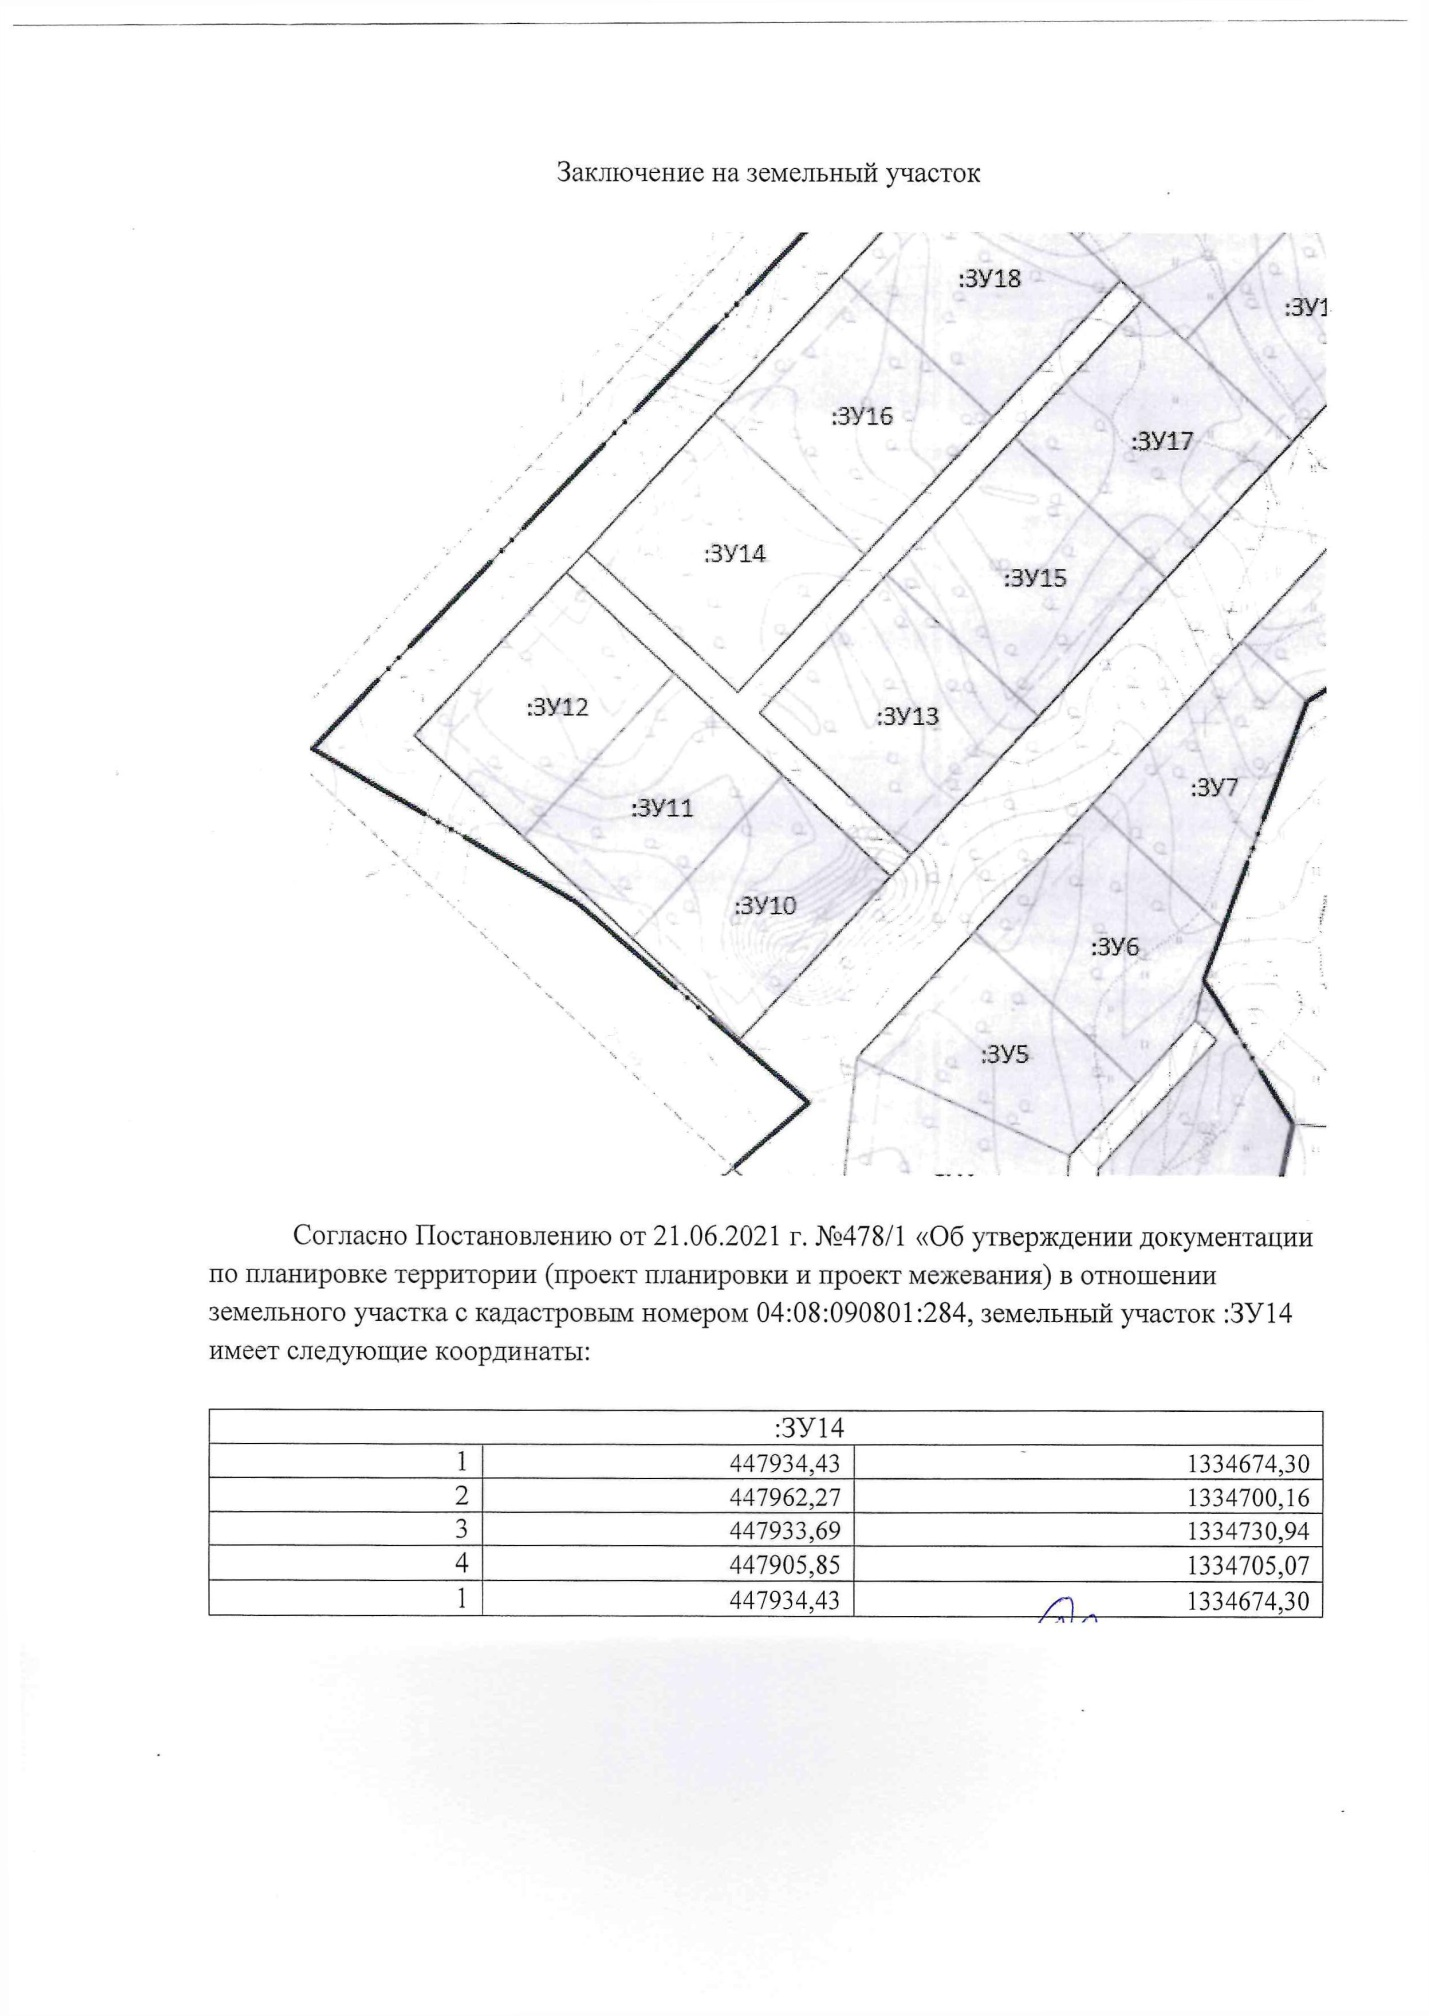 Заключение на земельный участок
:ЗУ18
:ЗУ1
:ЗУ16
:ЗУ17
:ЗУ14
:ЗУ15
:ЗУ12
:ЗУ13
:ЗУ11
:ЗУ7
:ЗУ10
:ЗУ6
:ЗУ5
Согласно Постановлению от 21.06.2021 г. №478/1 «Об утверждении документации
по планировке территории (проект планировки и проект межевания) в отношении
земельного участка с кадастровым номером 04:08:090801:284, земельный участок :ЗУ14
имеет следующие координаты:
:ЗУ14
1 447934,43 1334674,30
2 447962,27 1334700,16
3 447933,69 1334730,94
4 447905,85 1334705,07
1 447934,43 1334674,30